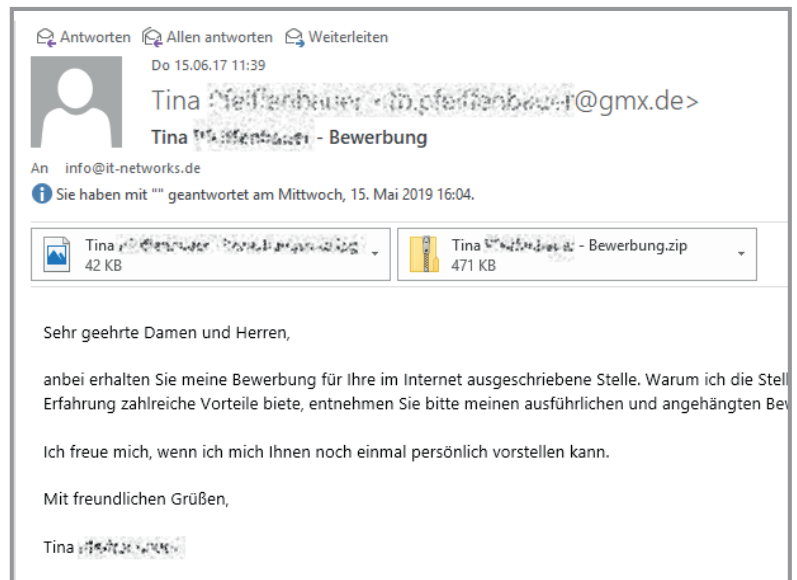 Antworten Allen antworten Weiterleiten
Do 15.06.17 11:39
Tina @gmx.de>
Tina - Bewerbung
An info@it-networks.de
Sie haben mit "" geantwortet am Mittwoch, 15. Mai 2019 16:04.
Tina
42 KB
Tina - Bewerbung.zip
471 KB
Sehr geehrte Damen und Herren,
anbei erhalten Sie meine Bewerbung für Ihre im Internet ausgeschriebene Stelle. Warum ich die Stell
Erfahrung zahlreiche Vorteile biete, entnehmen Sie bitte meinen ausführlichen und angehängten Be
Ich freue mich, wenn ich mich Ihnen noch einmal persönlich vorstellen kann.
Mit freundlichen Grüßen,
Tina